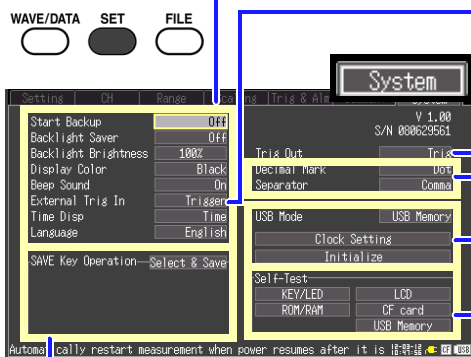 WAVE/DATA SET FILE
System
Setting CH Range Trig & Alm
V 1.00
S/N 080629561
Start Backup Off
Backlight Saver Off
Backlight Brightness 100%
Display Color Black
Beep Sound On
External Trig In Trigger
Time Disp Time
Language English
Trig Out Trig
Decimal Mark Dot
Separator Comma
SAVE Key Operation Select & Save
USB Mode USB Memory
Clock Setting
Initialize
Self-Test
KEY/LED LCD
ROM/RAM CF card
USB Memory
Automatically restart measurement when power resumes after it is
CF USB